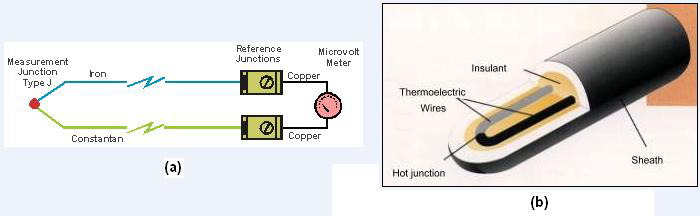 Measurement
Junction
Type J
Iron
Constantan
Reference
Junctions
Copper
Copper
Microvolt
Meter
(a)
Insulant
Thermoelectric
Wires
Hot junction
Sheath
(b)